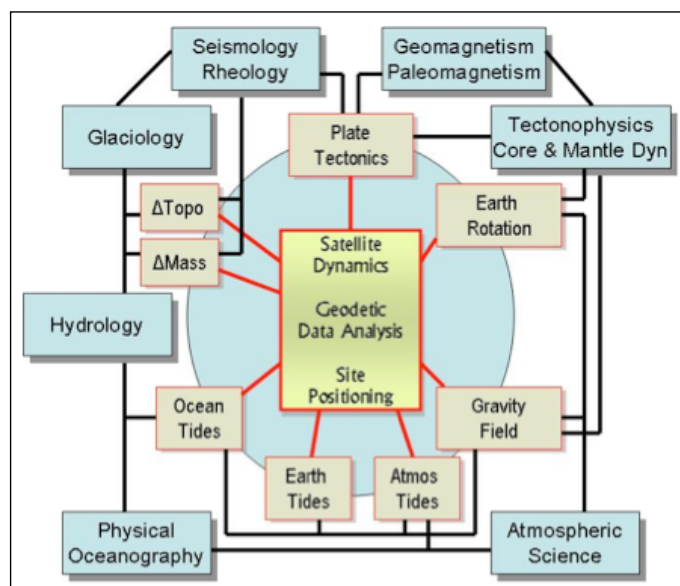 Seismology
Rheology
Geomagnetism
Paleomagnetism
Glaciology
Plate
Tectonics
Tectonophysics
Core & Mantle Dyn
ΔTopo
Earth
Rotation
ΔMass
Satellite
Dynamics
Geodetic
Data Analysis
Site
Positioning
Hydrology
Ocean
Tides
Gravity
Field
Earth
Tides
Atmos
Tides
Physical
Oceanography
Atmospheric
Science